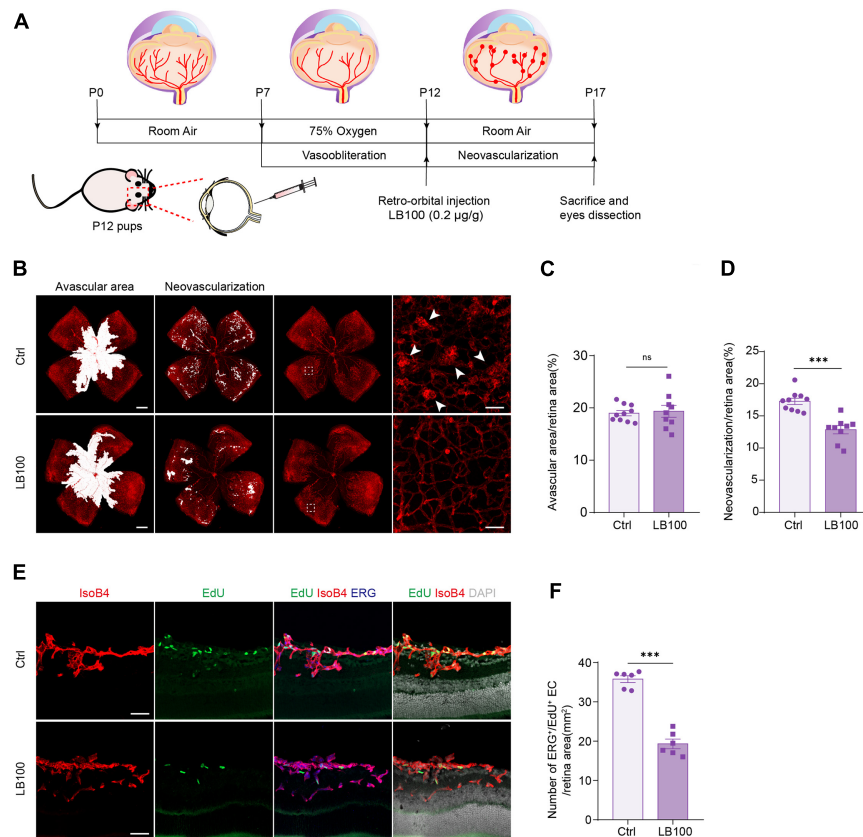 A
P0
P7
P12
P17
Room Air
75% Oxygen
Room Air
Vasoobliteration
Neovascularization
P12 pups
Retro-orbital injection
LB100 (0.2 μg/g)
Sacrifice and
eyes dissection
B
Avascular area
Neovascularization
Ctrl
LB100
C
Avascular area/retina area(%)
30
20
10
0
ns
Ctrl
LB100
D
Neovascularization/retina area(%)
25
20
15
10
5
0
***
Ctrl
LB100
E
IsoB4
EdU
EdU IsoB4 ERG
EdU IsoB4 DAPI
Ctrl
LB100
F
Number of ERG⁺/EdU⁺ EC
/retina area(mm²)
40
30
20
10
0
***
Ctrl
LB100